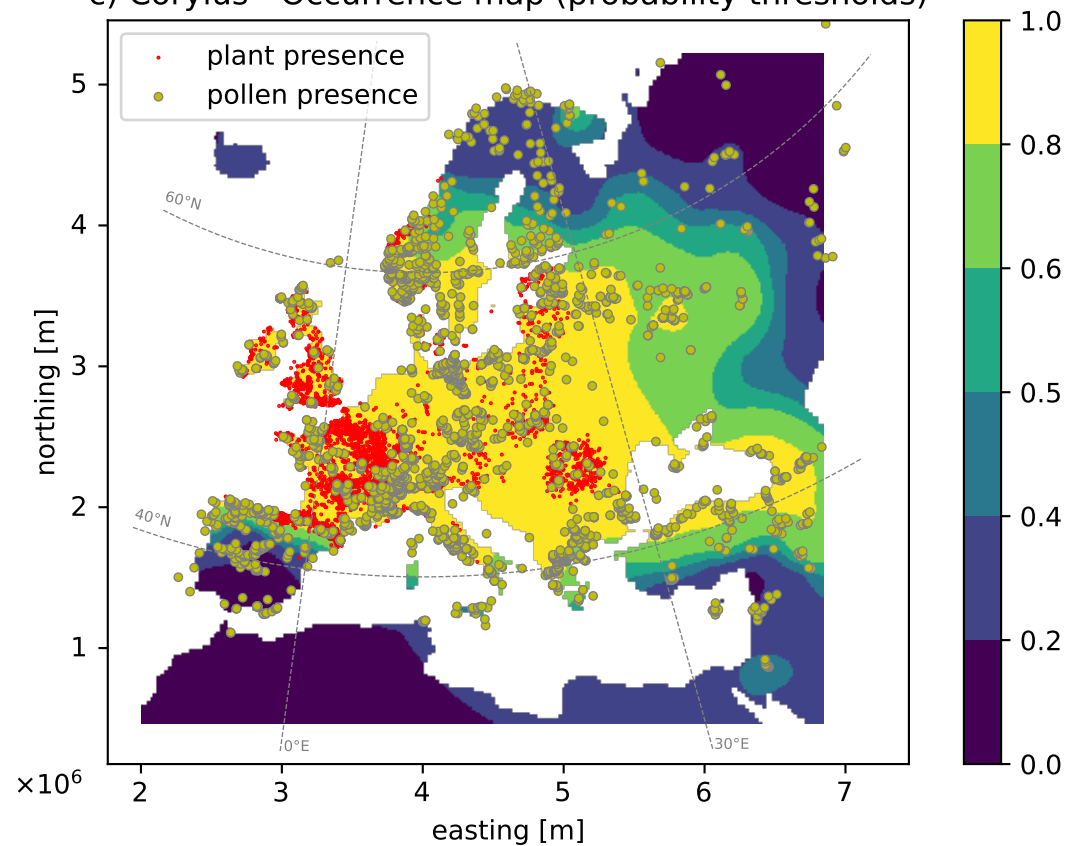 c) Corylus - Occurrence map (probability thresholds)
plant presence
pollen presence
60°N
40°N
0°E
30°E
5
4
3
2
1
northing [m]
×10⁶
2
3
4
5
6
7
easting [m]
1.0
0.8
0.6
0.5
0.4
0.2
0.0